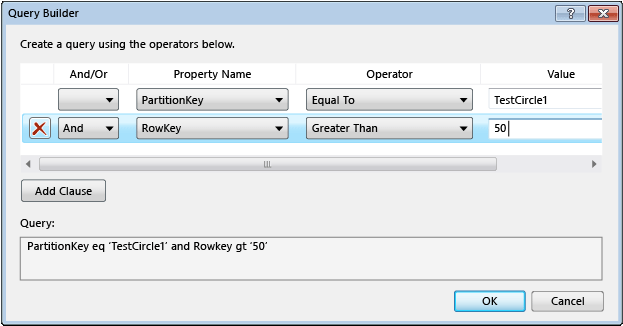 Query Builder
Create a query using the operators below.
And/Or Property Name Operator Value
PartitionKey Equal To TestCircle1
And RowKey Greater Than 50
Add Clause
Query:
PartitionKey eq ‘TestCircle1’ and Rowkey gt ‘50’
OK Cancel